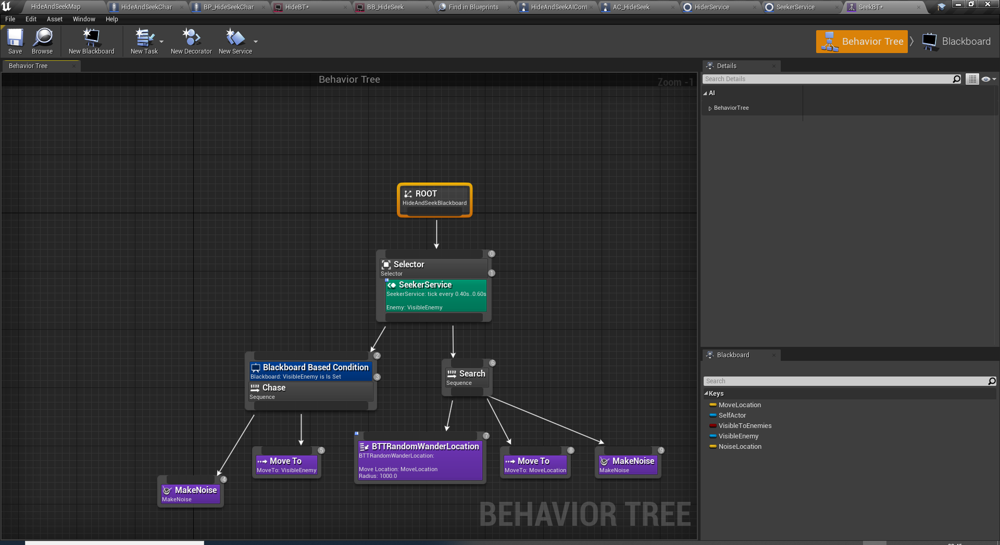 HideAndSeekMap
HideAndSeekChar
BP_HideSeekChar
HideBT*
BB_HideSeek
Find in Blueprints
HideAndSeekAICont
AC_HideSeek
HiderService
SeekerService
SeekBT*
File Edit Asset Window Help
Save
Browse
New Blackboard
New Task
New Decorator
New Service
Behavior Tree
Blackboard
Behavior Tree
Behavior Tree
Zoom -1
ROOT
HideAndSeekBlackboard
0
Selector
Selector
1
SeekerService
SeekerService: tick every 0.40s..0.60s
Enemy: VisibleEnemy
2
Blackboard Based Condition
Blackboard: VisibleEnemy is Is Set
3
Chase
Sequence
6
Search
Sequence
4
MakeNoise
MakeNoise
5
Move To
MoveTo: VisibleEnemy
7
BTTRandomWanderLocation
BTTRandomWanderLocation:
Move Location: MoveLocation
Radius: 1000.0
8
Move To
MoveTo: MoveLocation
9
MakeNoise
MakeNoise
BEHAVIOR TREE
Details
Search Details
AI
BehaviorTree
Blackboard
Search
Keys
MoveLocation
SelfActor
VisibleToEnemies
VisibleEnemy
NoiseLocation